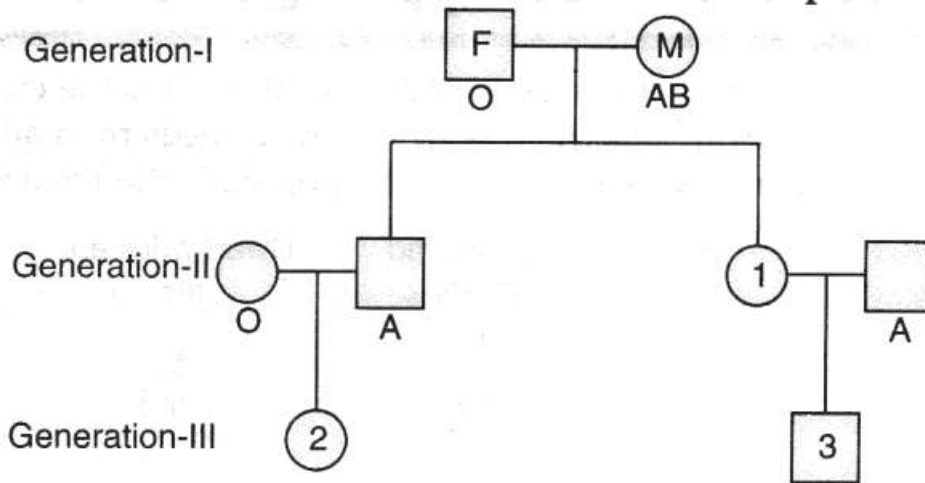 Generation-I
F
M
O
AB
Generation-II
1
O
A
A
Generation-III
2
3